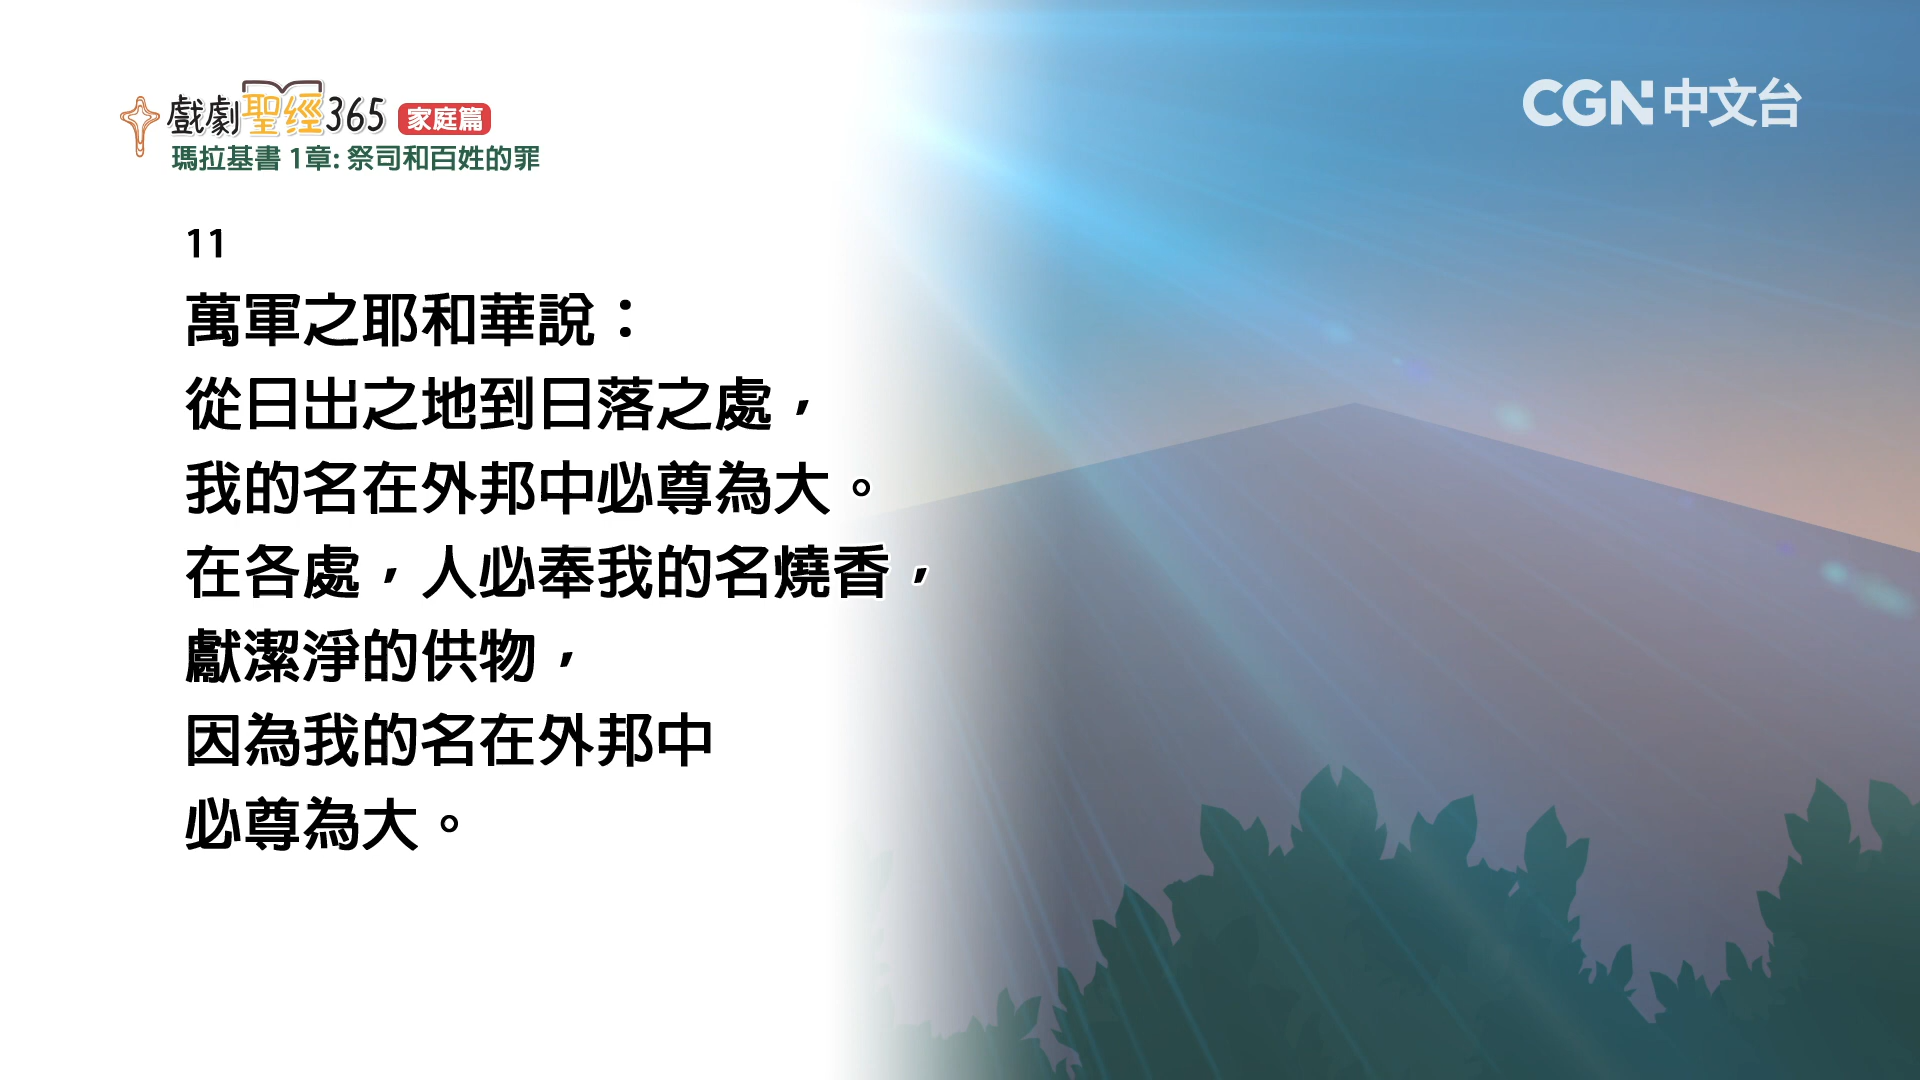 戲劇聖經365 家庭篇
CGN中文台
瑪拉基書 1章: 祭司和百姓的罪
11
萬軍之耶和華說：
從日出之地到日落之處，
我的名在外邦中必尊為大。
在各處，人必奉我的名燒香，
獻潔淨的供物，
因為我的名在外邦中
必尊為大。